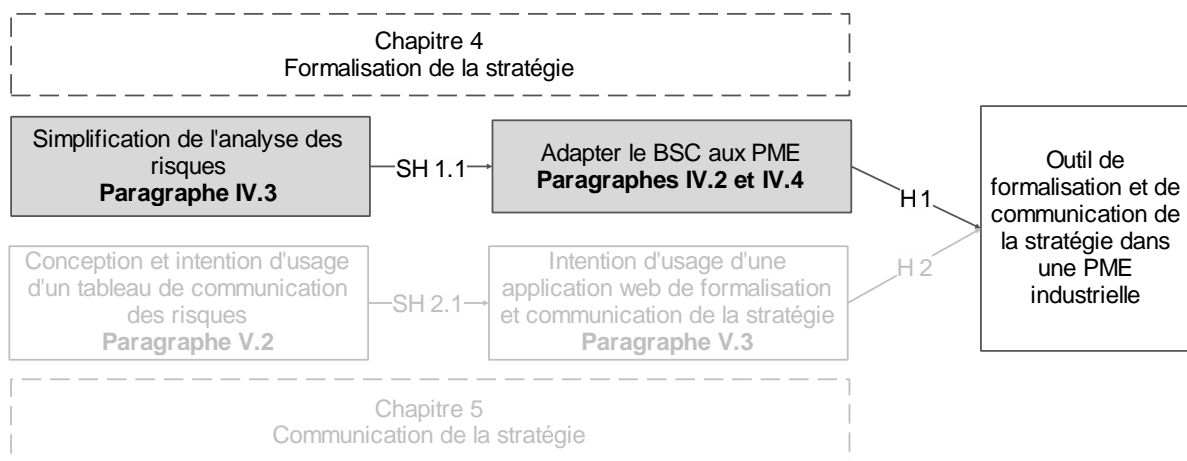 Chapitre 4
Formalisation de la stratégie
Simplification de l'analyse des
risques
Paragraphe IV.3
SH 1.1
Adapter le BSC aux PME
Paragraphes IV.2 et IV.4
H 1
Outil de
formalisation et de
communication de
la stratégie dans
une PME
industrielle
Conception et intention d'usage
d'un tableau de communication
des risques
Paragraphe V.2
SH 2.1
Intention d'usage d'une
application web de formalisation
et communication de la stratégie
Paragraphe V.3
H 2
Chapitre 5
Communication de la stratégie